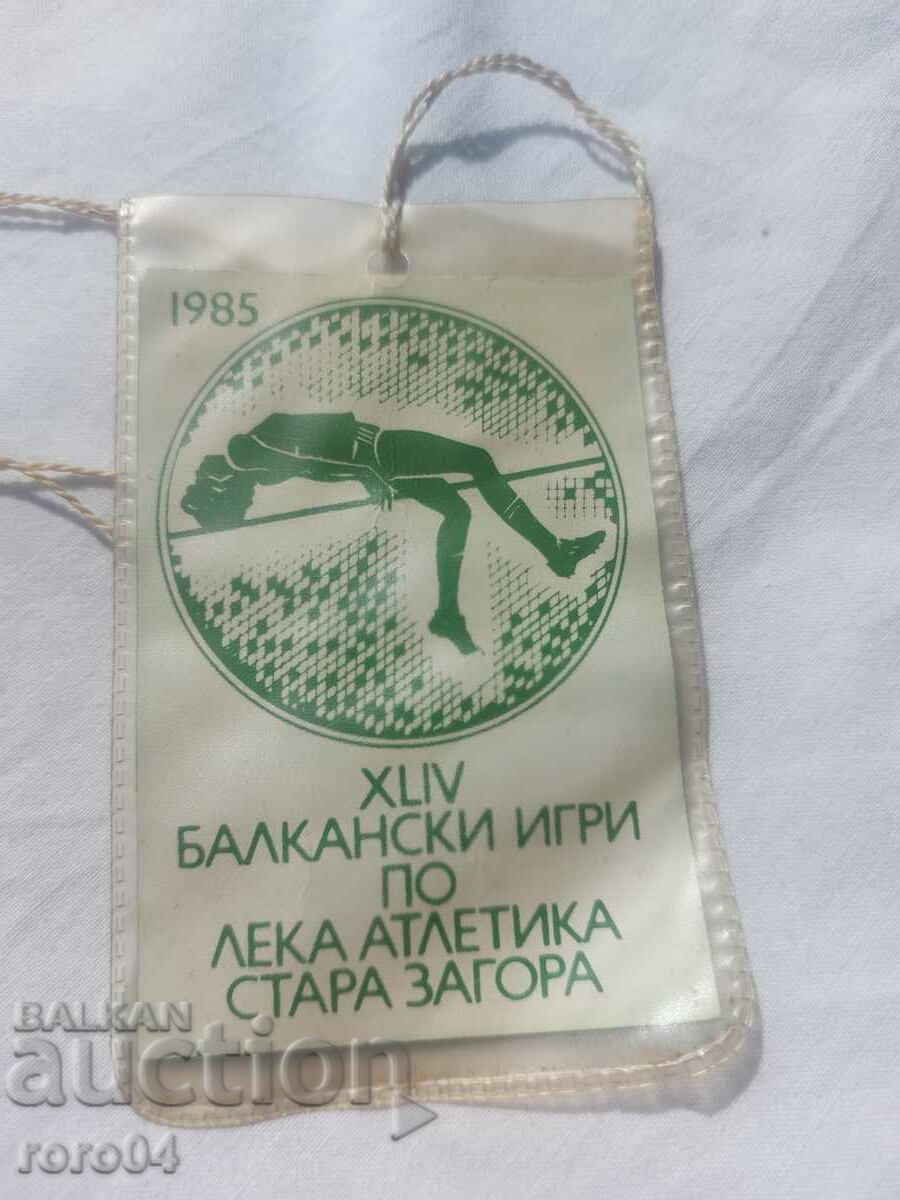 1985
XLIV
БАЛКАНСКИ ИГРИ
ПО
ЛЕКА АТЛЕТИКА
СТАРА ЗАГОРА
BALKAN
auction
roro04